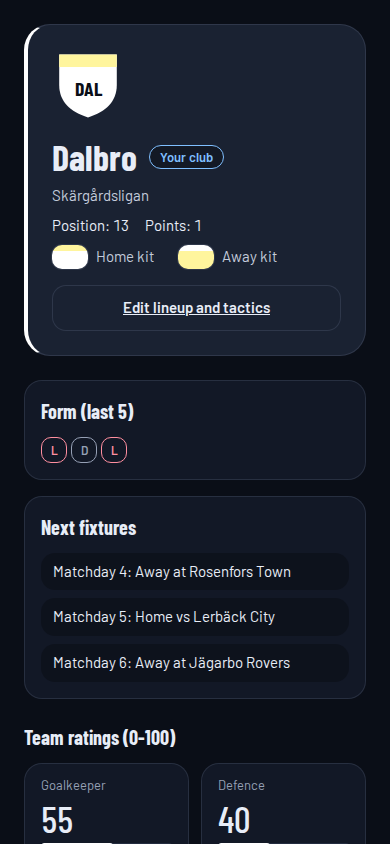 DAL
Dalbro Your club
Skärgårdsligan
Position: 13 Points: 1
Home kit Away kit
Edit lineup and tactics
Form (last 5)
L D L
Next fixtures
Matchday 4: Away at Rosenfors Town
Matchday 5: Home vs Lerbäck City
Matchday 6: Away at Jägarbo Rovers
Team ratings (0-100)
Goalkeeper Defence
55 40